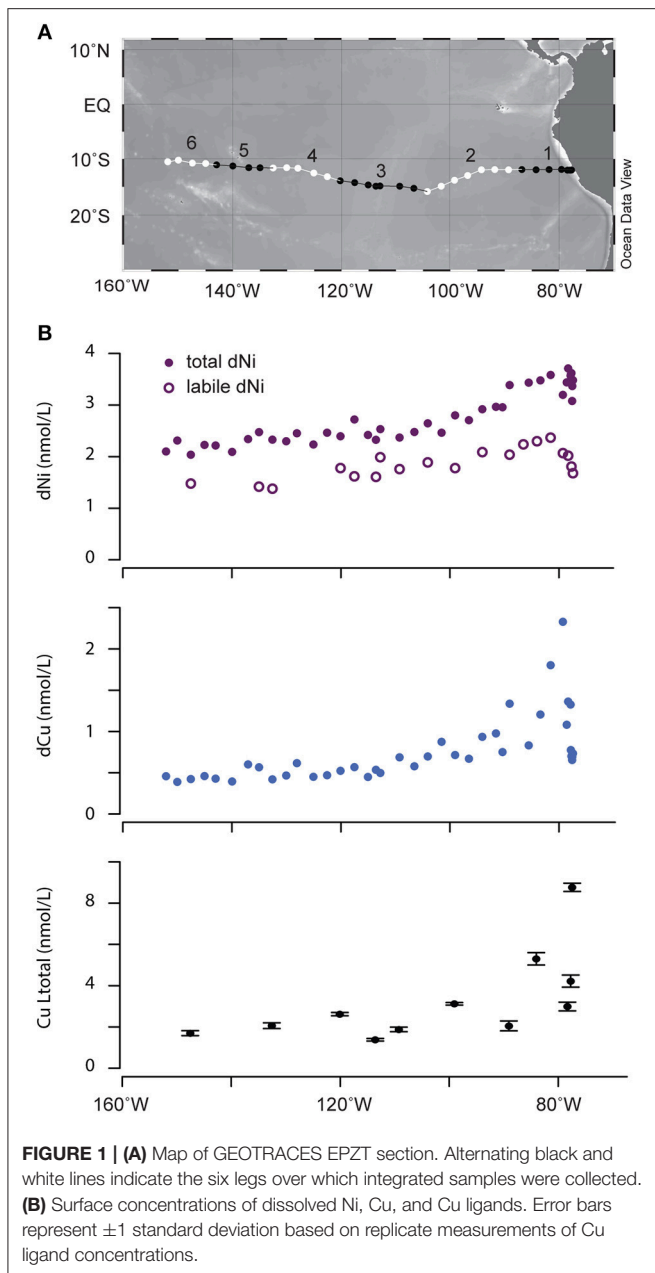 A
10°N
EQ
10°S
20°S
6
5
4
3
2
1
Ocean Data View
160°W
140°W
120°W
100°W
80°W
B
total dNi
labile dNi
dNi (nmol/L)
4
3
2
1
0
dCu (nmol/L)
2
1
0
Cu Ltotal (nmol/L)
8
4
0
160°W
120°W
80°W
FIGURE 1 | (A) Map of GEOTRACES EPZT section. Alternating black and
white lines indicate the six legs over which integrated samples were collected.
(B) Surface concentrations of dissolved Ni, Cu, and Cu ligands. Error bars
represent ±1 standard deviation based on replicate measurements of Cu
ligand concentrations.